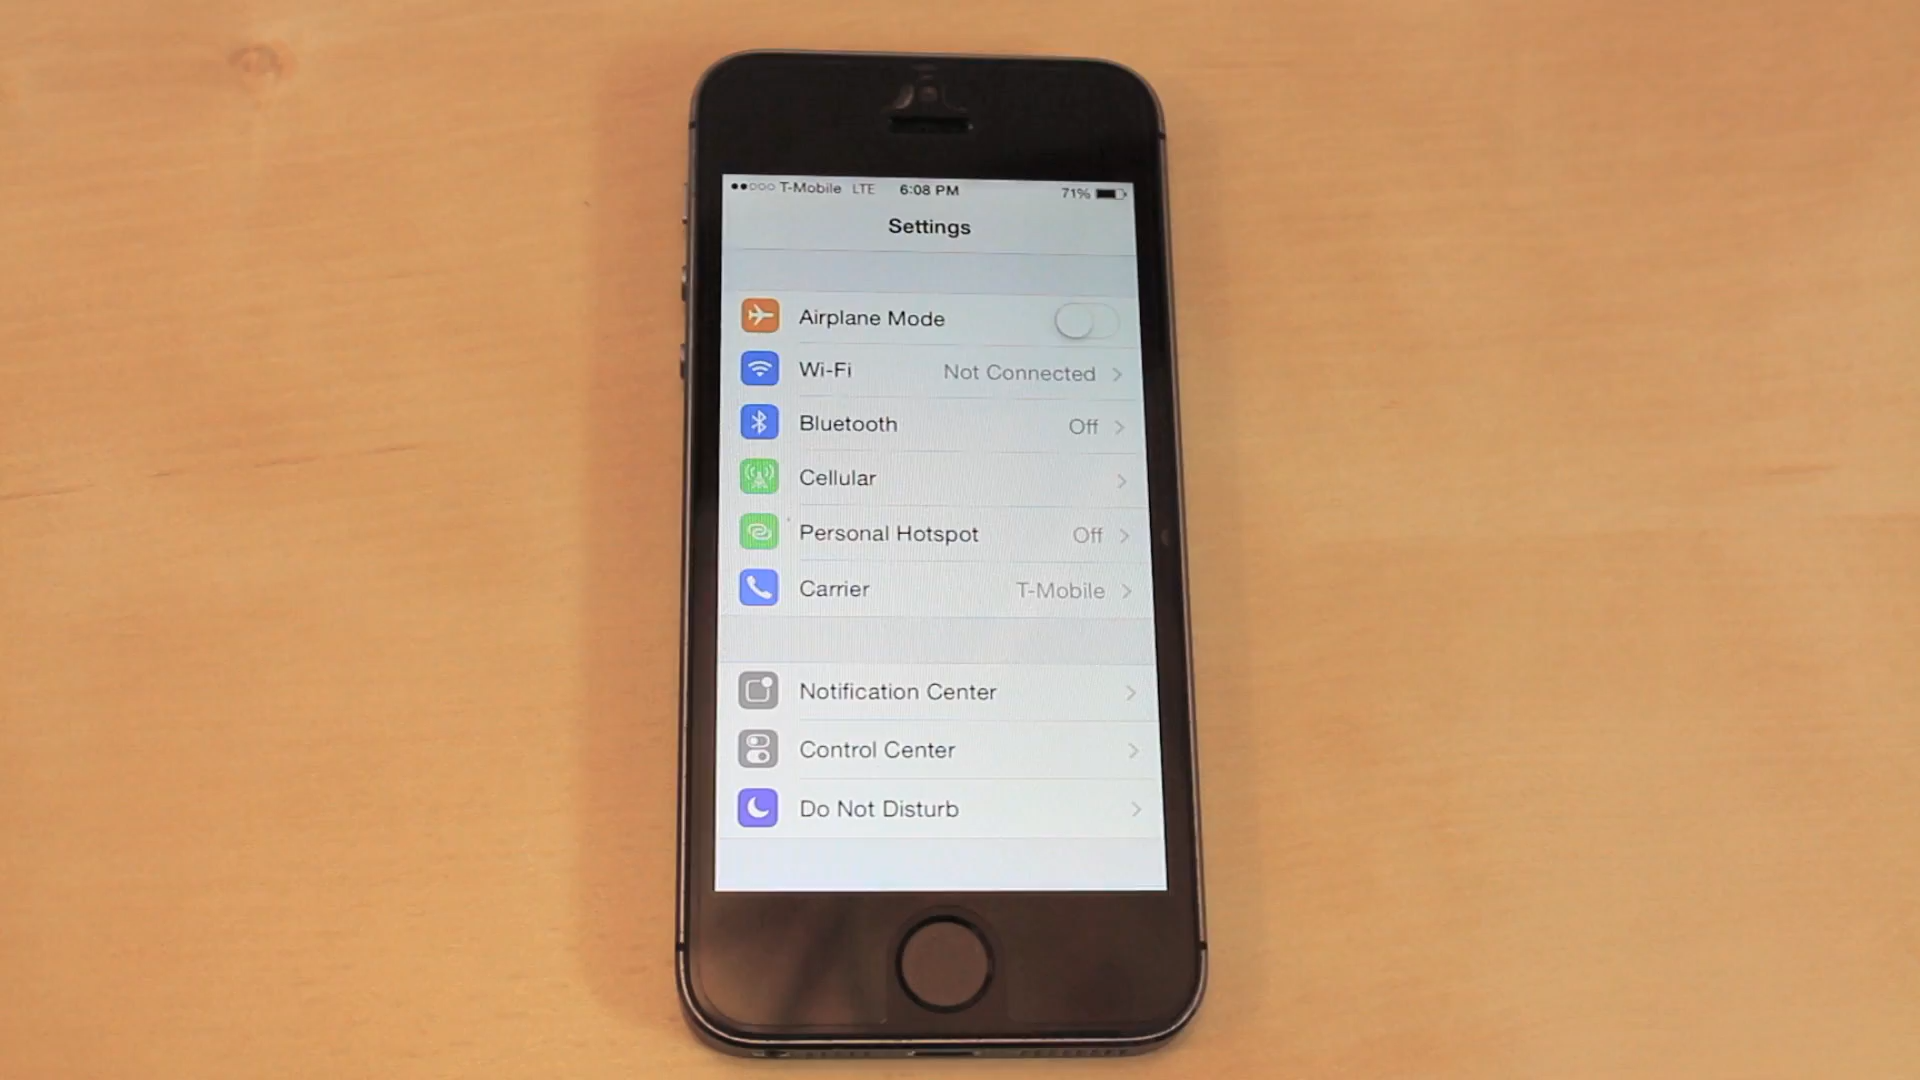 T-Mobile LTE 6:08 PM 71%
Settings
Airplane Mode
Wi-Fi Not Connected
Bluetooth Off
Cellular
Personal Hotspot Off
Carrier T-Mobile
Notification Center
Control Center
Do Not Disturb